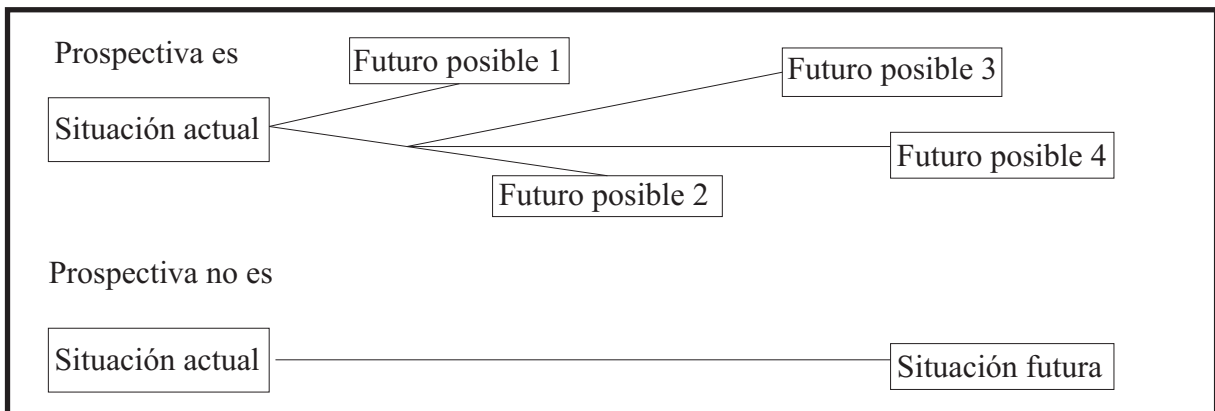 Prospectiva es
Futuro posible 1
Futuro posible 3
Situación actual
Futuro posible 4
Futuro posible 2
Prospectiva no es
Situación actual
Situación futura